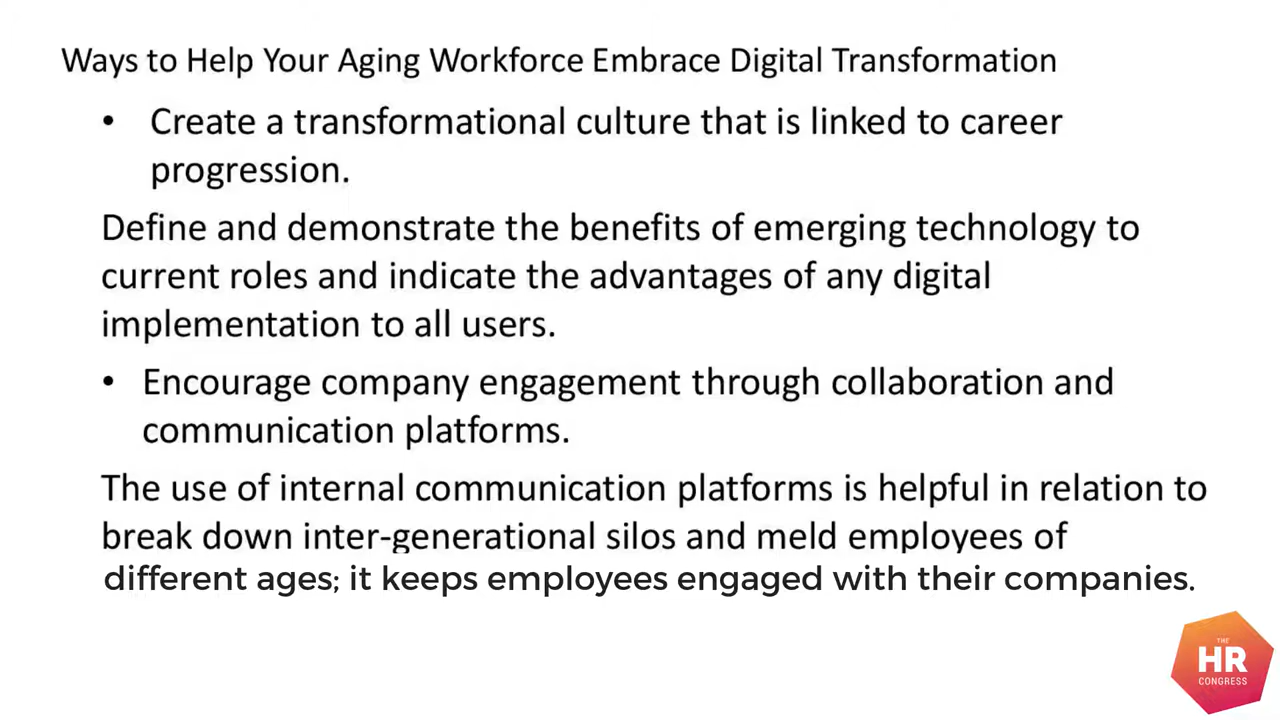 Ways to Help Your Aging Workforce Embrace Digital Transformation
• Create a transformational culture that is linked to career
progression.
Define and demonstrate the benefits of emerging technology to
current roles and indicate the advantages of any digital
implementation to all users.
• Encourage company engagement through collaboration and
communication platforms.
The use of internal communication platforms is helpful in relation to
break down inter-generational silos and meld employees of
different ages; it keeps employees engaged with their companies.
THE
HR
CONGRESS